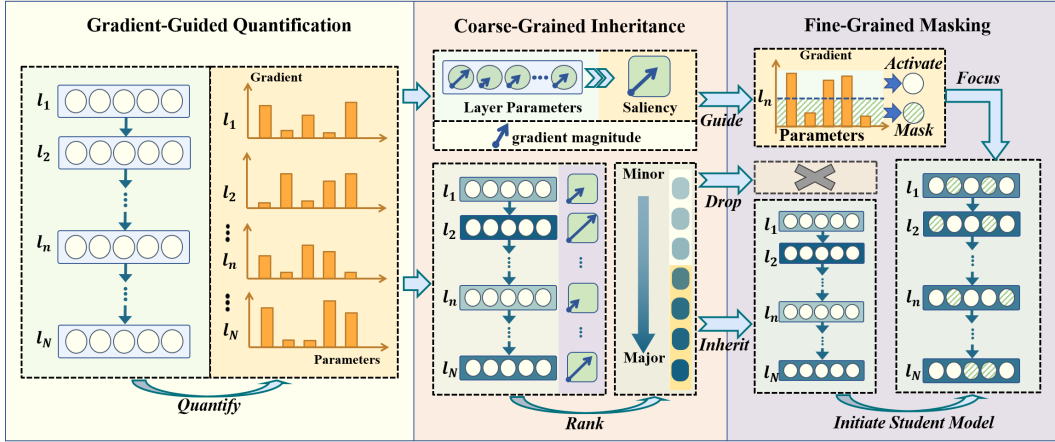 Gradient-Guided Quantification
l1
l2
ln
lN
Gradient
l1
l2
ln
lN
Parameters
Quantify
Coarse-Grained Inheritance
Layer Parameters
Saliency
gradient magnitude
l1
l2
ln
lN
Minor
Major
Rank
Guide
Drop
Inherit
Fine-Grained Masking
Gradient
ln
Parameters
Activate
Mask
Focus
l1
l2
ln
lN
l1
l2
ln
lN
Initiate Student Model